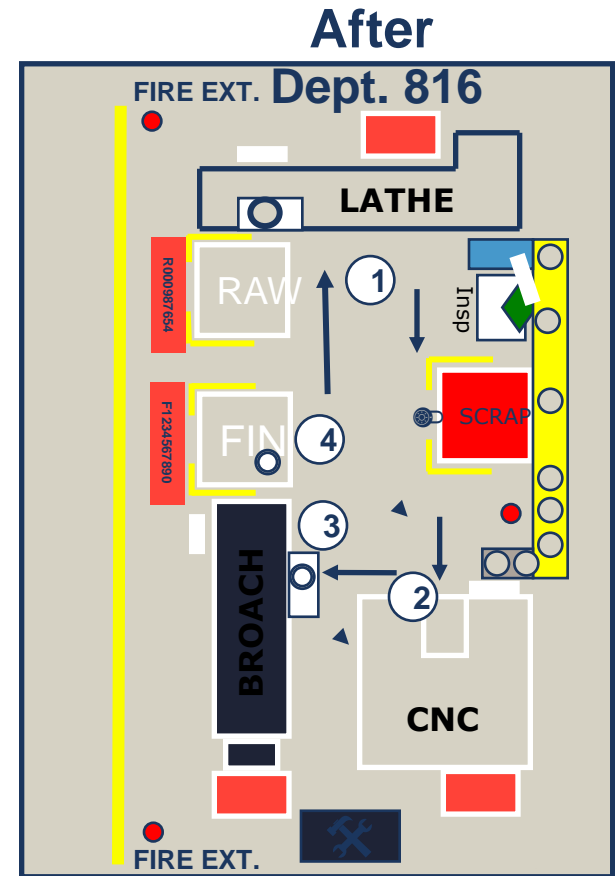 After
FIRE EXT. Dept. 816
LATHE
R000987654
RAW
1
Insp
F1234567890
FIN
4
SCRAP
3
2
BROACH
CNC
FIRE EXT.